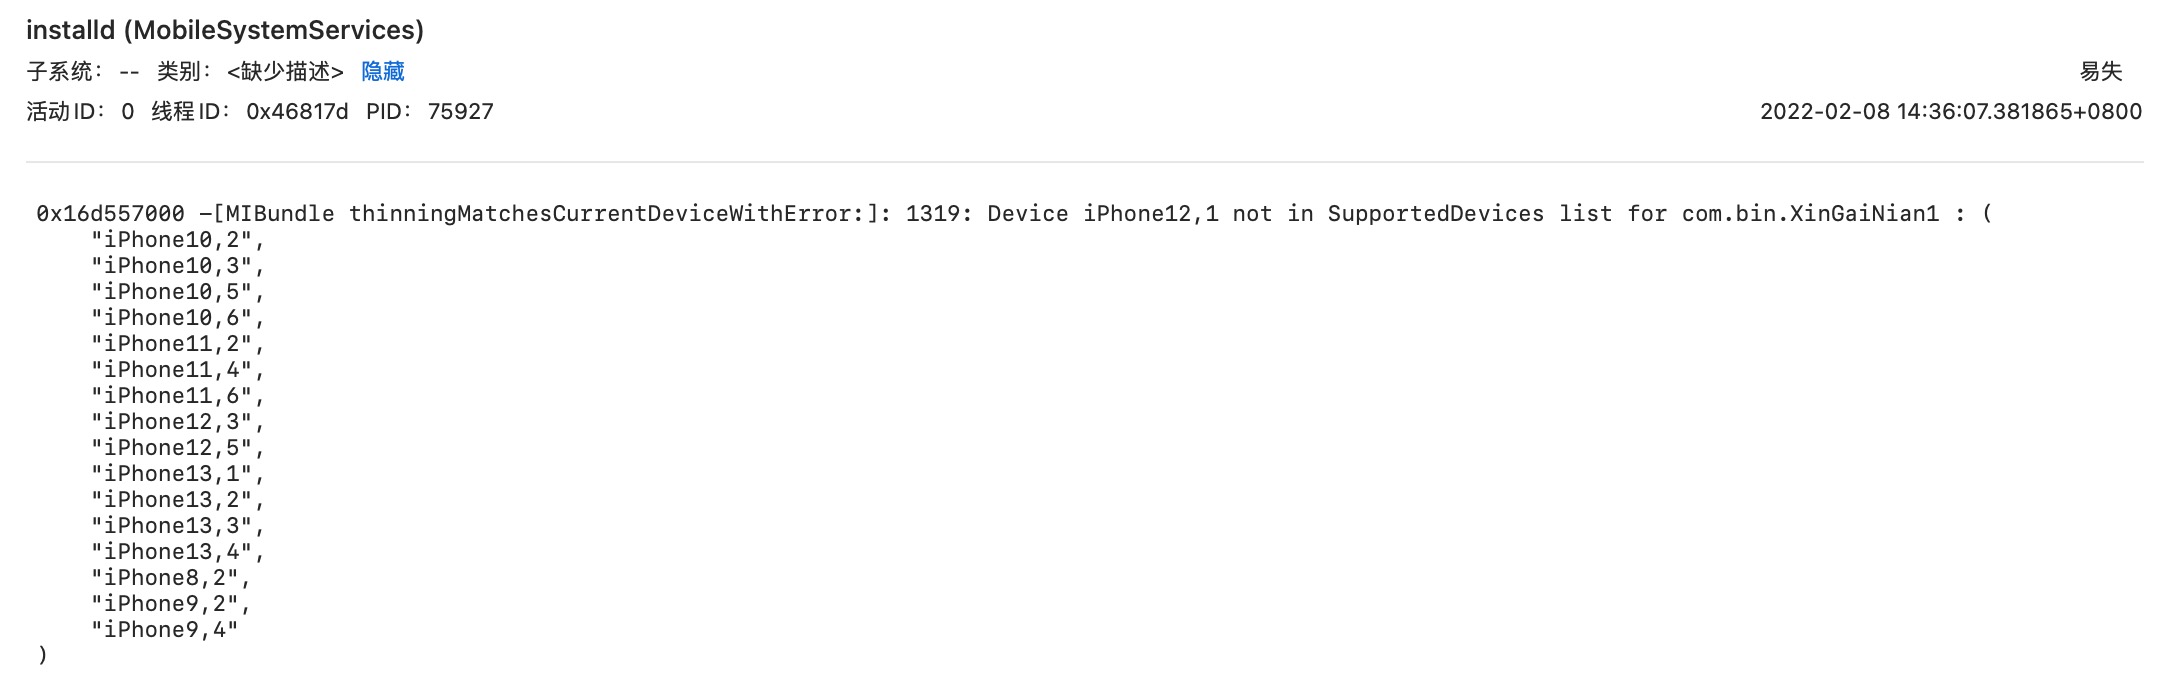 installd (MobileSystemServices)
子系统： -- 类别： <缺少描述> 隐藏 易失
活动 ID： 0 线程 ID： 0x46817d PID： 75927 2022-02-08 14:36:07.381865+0800
0x16d557000 -[MIBundle thinningMatchesCurrentDeviceWithError:]: 1319: Device iPhone12,1 not in SupportedDevices list for com.bin.XinGaiNian1 : (
"iPhone10,2",
"iPhone10,3",
"iPhone10,5",
"iPhone10,6",
"iPhone11,2",
"iPhone11,4",
"iPhone11,6",
"iPhone12,3",
"iPhone12,5",
"iPhone13,1",
"iPhone13,2",
"iPhone13,3",
"iPhone13,4",
"iPhone8,2",
"iPhone9,2",
"iPhone9,4"
)